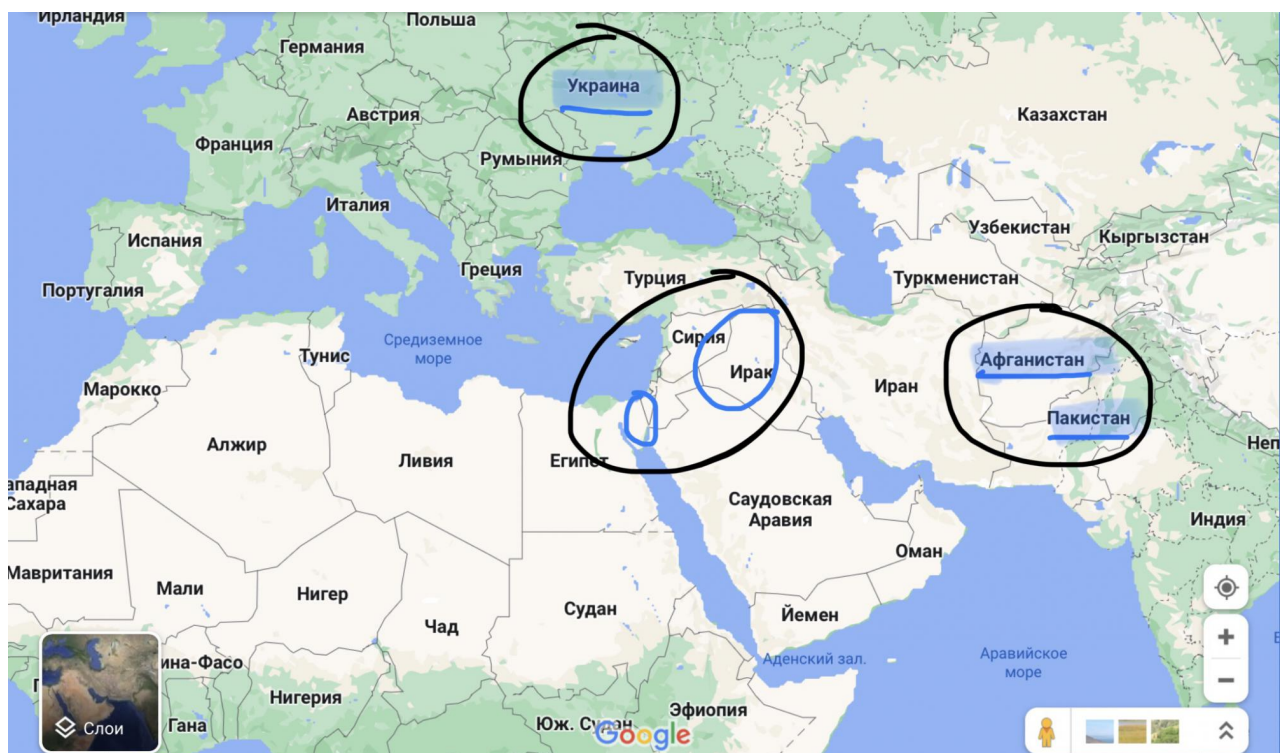 Ирландия
Польша
Германия
Украина
Австрия
Казахстан
Франция
Румыния
Италия
Узбекистан
Испания
Кыргызстан
Греция
Турция
Туркменистан
Португалия
Сирия
Средиземное
море
Тунис
Афганистан
Ирак
Марокко
Иран
Пакистан
Алжир
Ливия
Египет
Неп
ападная
Сахара
Саудовская
Аравия
Индия
Оман
Мавритания
Мали
Нигер
Судан
Йемен
Чад
ина-Фасо
Аденский зал.
Аравийское
море
Нигерия
Эфиопия
Гана
Юж. Судан
Слои
Google